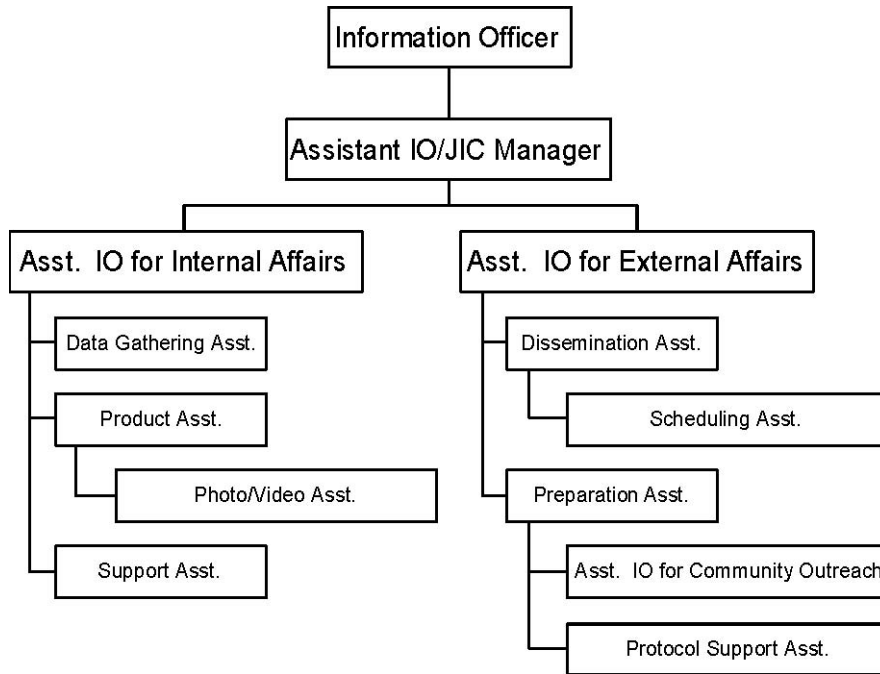 Information Officer
Assistant IO/JIC Manager
Asst. IO for Internal Affairs
Data Gathering Asst.
Product Asst.
Photo/Video Asst.
Support Asst.
Asst. IO for External Affairs
Dissemination Asst.
Scheduling Asst.
Preparation Asst.
Asst. IO for Community Outreach
Protocol Support Asst.